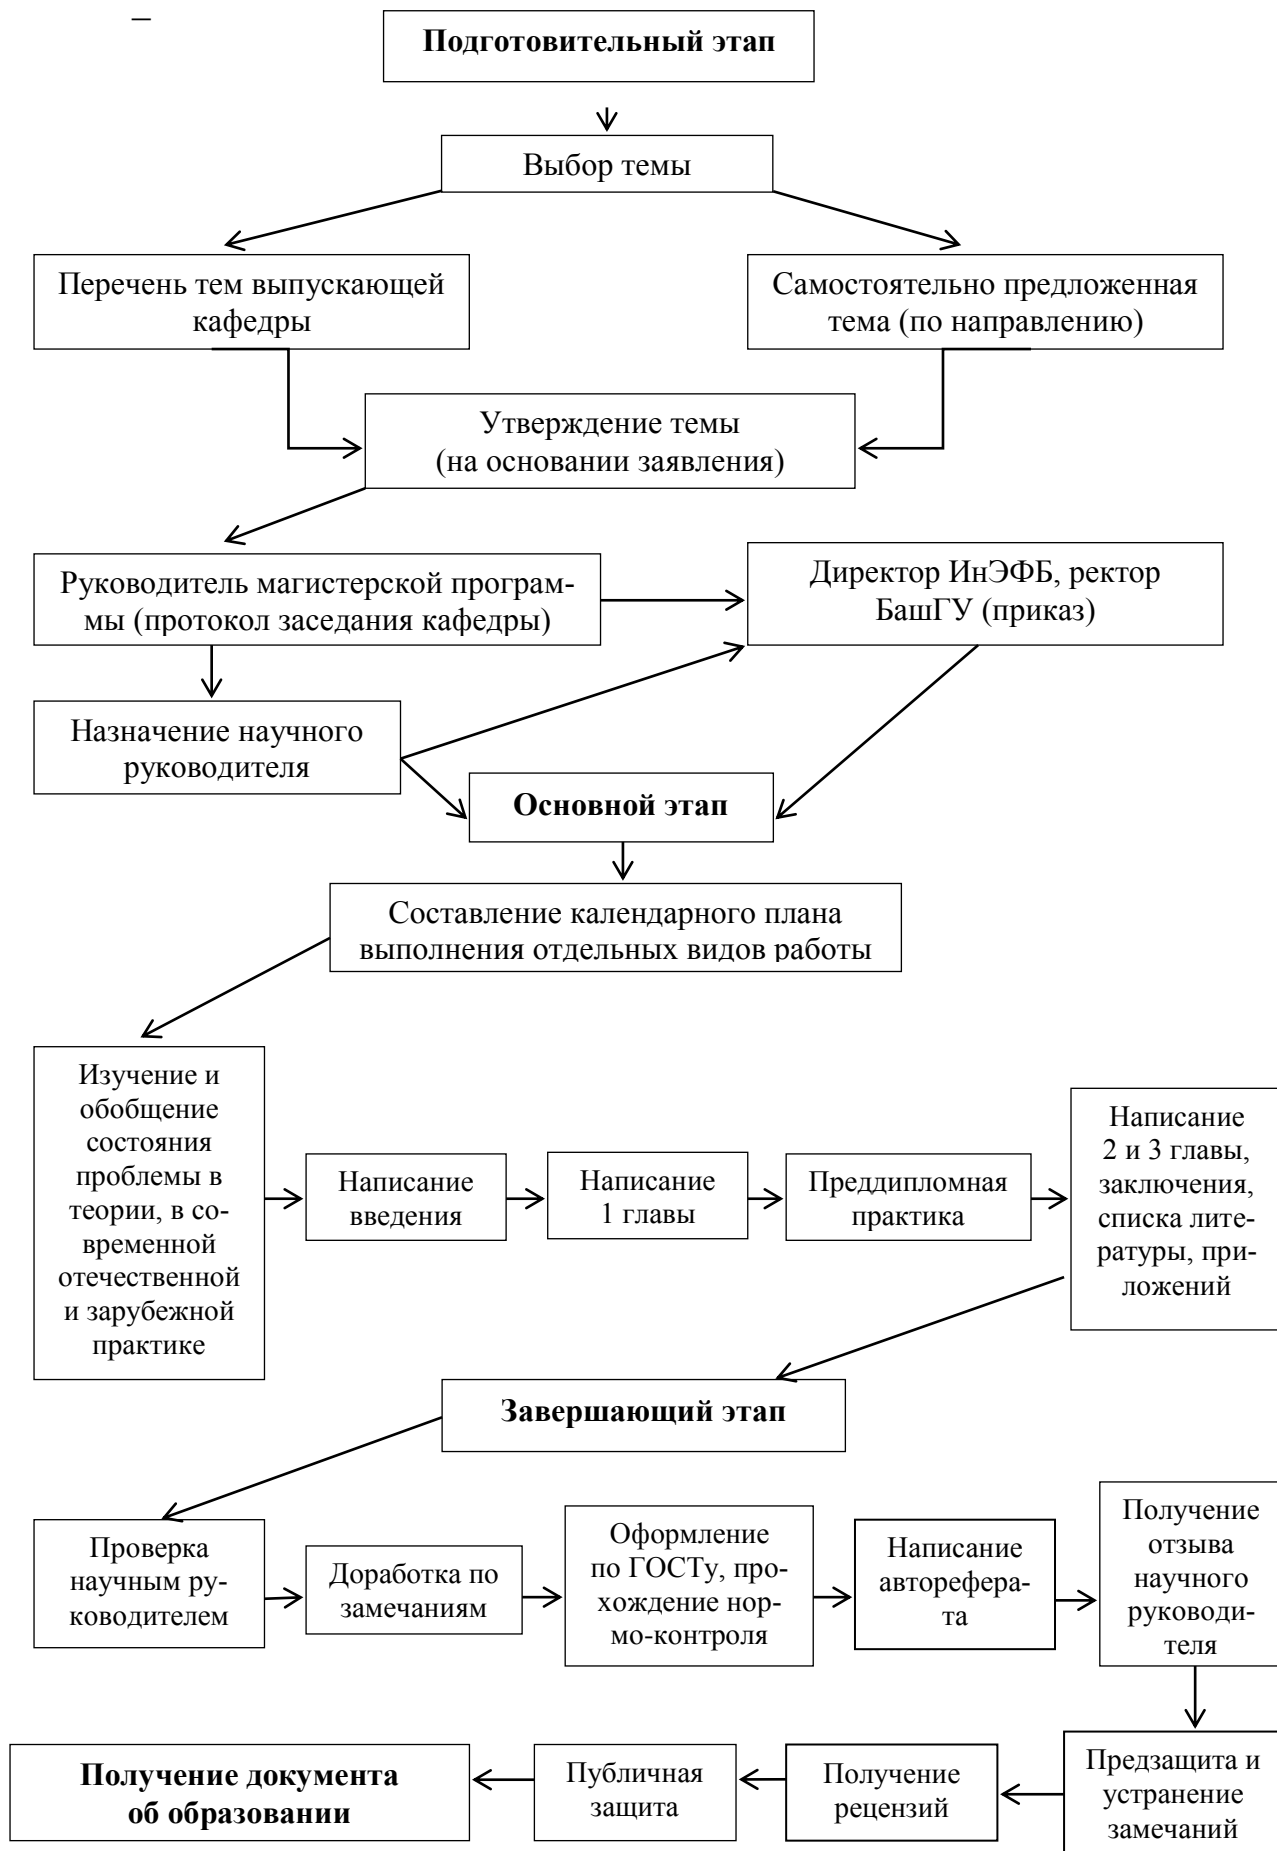 Подготовительный этап
Выбор темы
Перечень тем выпускающей
кафедры
Самостоятельно предложенная
тема (по направлению)
Утверждение темы
(на основании заявления)
Руководитель магистерской програм-
мы (протокол заседания кафедры)
Директор ИнЭФБ, ректор
БашГУ (приказ)
Назначение научного
руководителя
Основной этап
Составление календарного плана
выполнения отдельных видов работы
Изучение и
обобщение
состояния
проблемы в
теории, в со-
временной
отечественной
и зарубежной
практике
Написание
введения
Написание
1 главы
Преддипломная
практика
Написание
2 и 3 главы,
заключения,
списка лите-
ратуры, при-
ложений
Завершающий этап
Проверка
научным ру-
ководителем
Доработка по
замечаниям
Оформление
по ГОСТу, про-
хождение нор-
мо-контроля
Написание
авторефера-
та
Получение
отзыва
научного
руководи-
теля
Предзащита и
устранение
замечаний
Получение
рецензий
Публичная
защита
Получение документа
об образовании